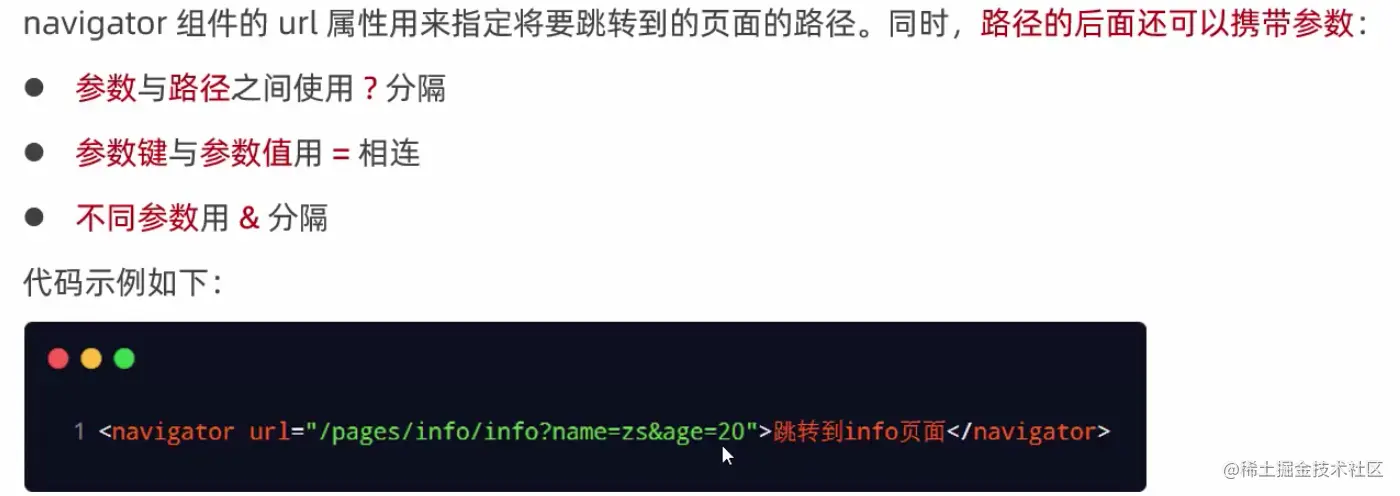 navigator 组件的 url 属性用来指定将要跳转到的页面的路径。同时，路径的后面还可以携带参数：
● 参数与路径之间使用 ? 分隔
● 参数键与参数值用 = 相连
● 不同参数用 & 分隔
代码示例如下：
1 <navigator url="/pages/info/info?name=zs&age=20">跳转到info页面</navigator>
@稀土掘金技术社区